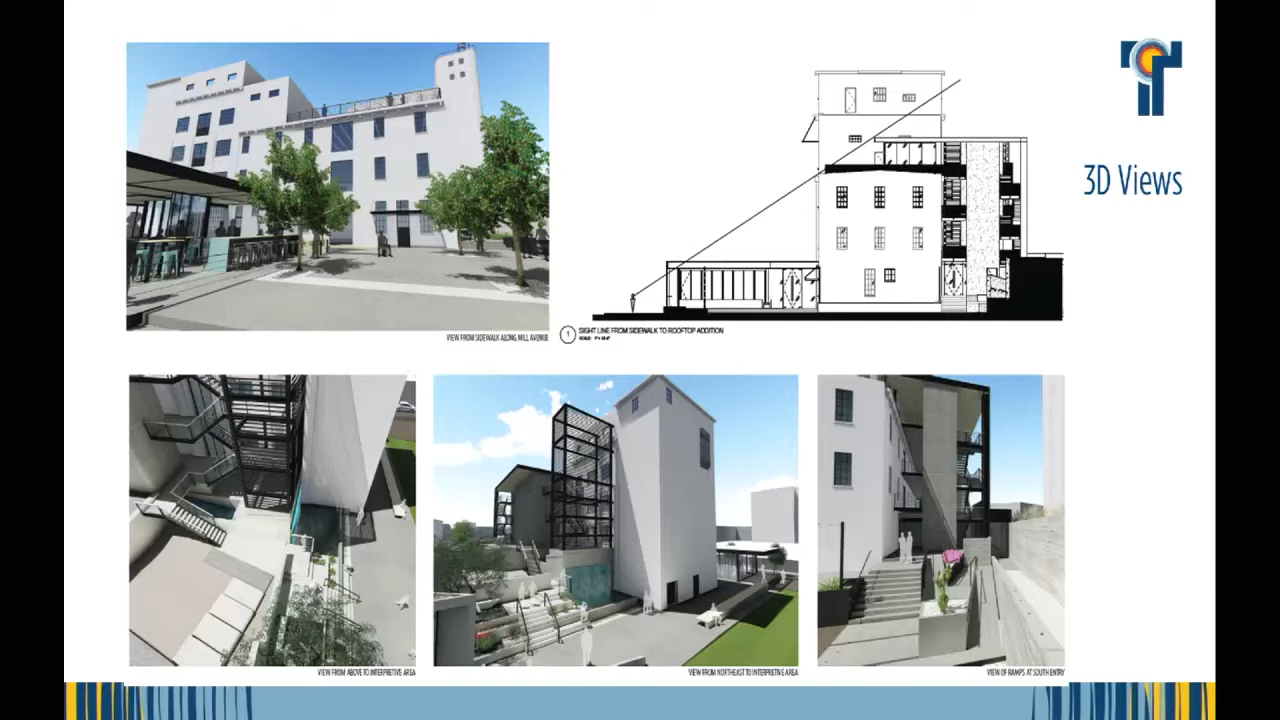 3D Views
VIEW FROM SIDEWALK ALONG MILL AVENUE
1 SIGHT LINE FROM SIDEWALK TO ROOFTOP ADDITION
VIEW FROM ABOVE TO INTERPRETIVE AREA
VIEW FROM NORTHEAST TO INTERPRETIVE AREA
VIEW OF RAMPS AT SOUTH ENTRY